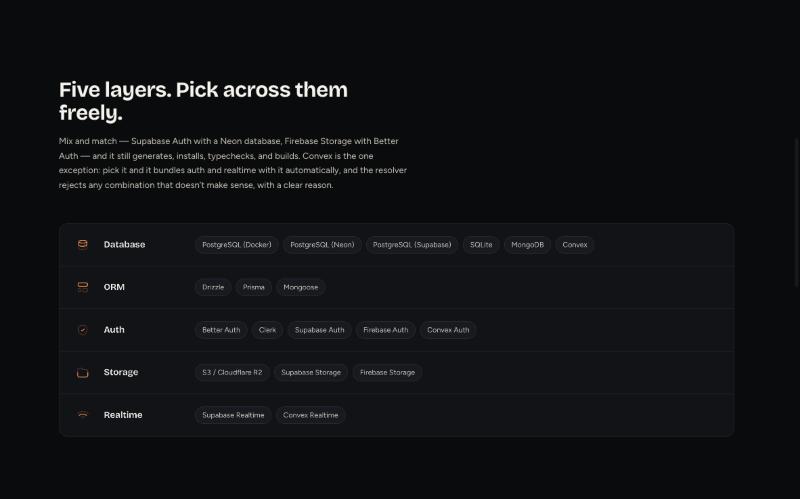 Five layers. Pick across them
freely.
Mix and match — Supabase Auth with a Neon database, Firebase Storage with Better
Auth — and it still generates, installs, typechecks, and builds. Convex is the one
exception: pick it and it bundles auth and realtime with it automatically, and the resolver
rejects any combination that doesn't make sense, with a clear reason.
Database PostgreSQL (Docker) PostgreSQL (Neon) PostgreSQL (Supabase) SQLite MongoDB Convex
ORM Drizzle Prisma Mongoose
Auth Better Auth Clerk Supabase Auth Firebase Auth Convex Auth
Storage S3 / Cloudflare R2 Supabase Storage Firebase Storage
Realtime Supabase Realtime Convex Realtime